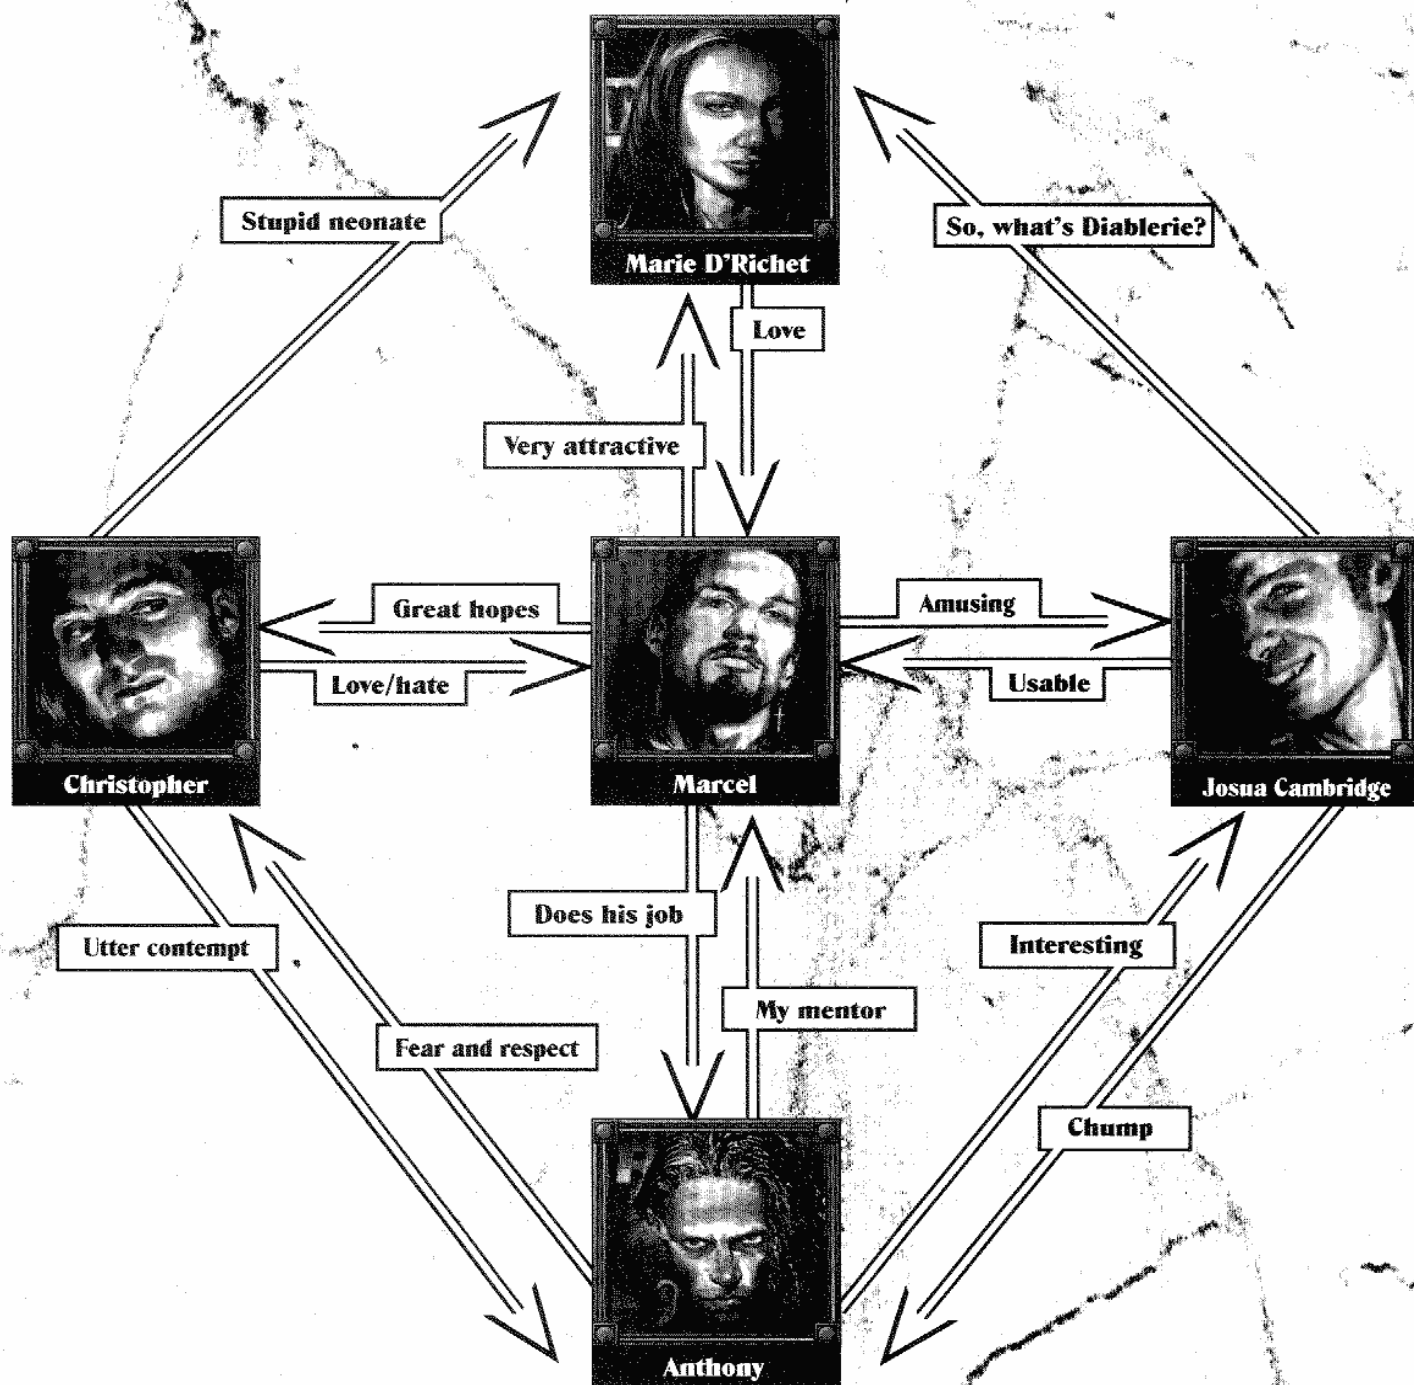 Stupid neonate
So, what's Diablerie?
Marie D'Richet
Love
Very attractive
Great hopes
Amusing
Love/hate
Usable
Christopher
Marcel
Josua Cambridge
Does his job
Utter contempt
Interesting
My mentor
Fear and respect
Chump
Anthony